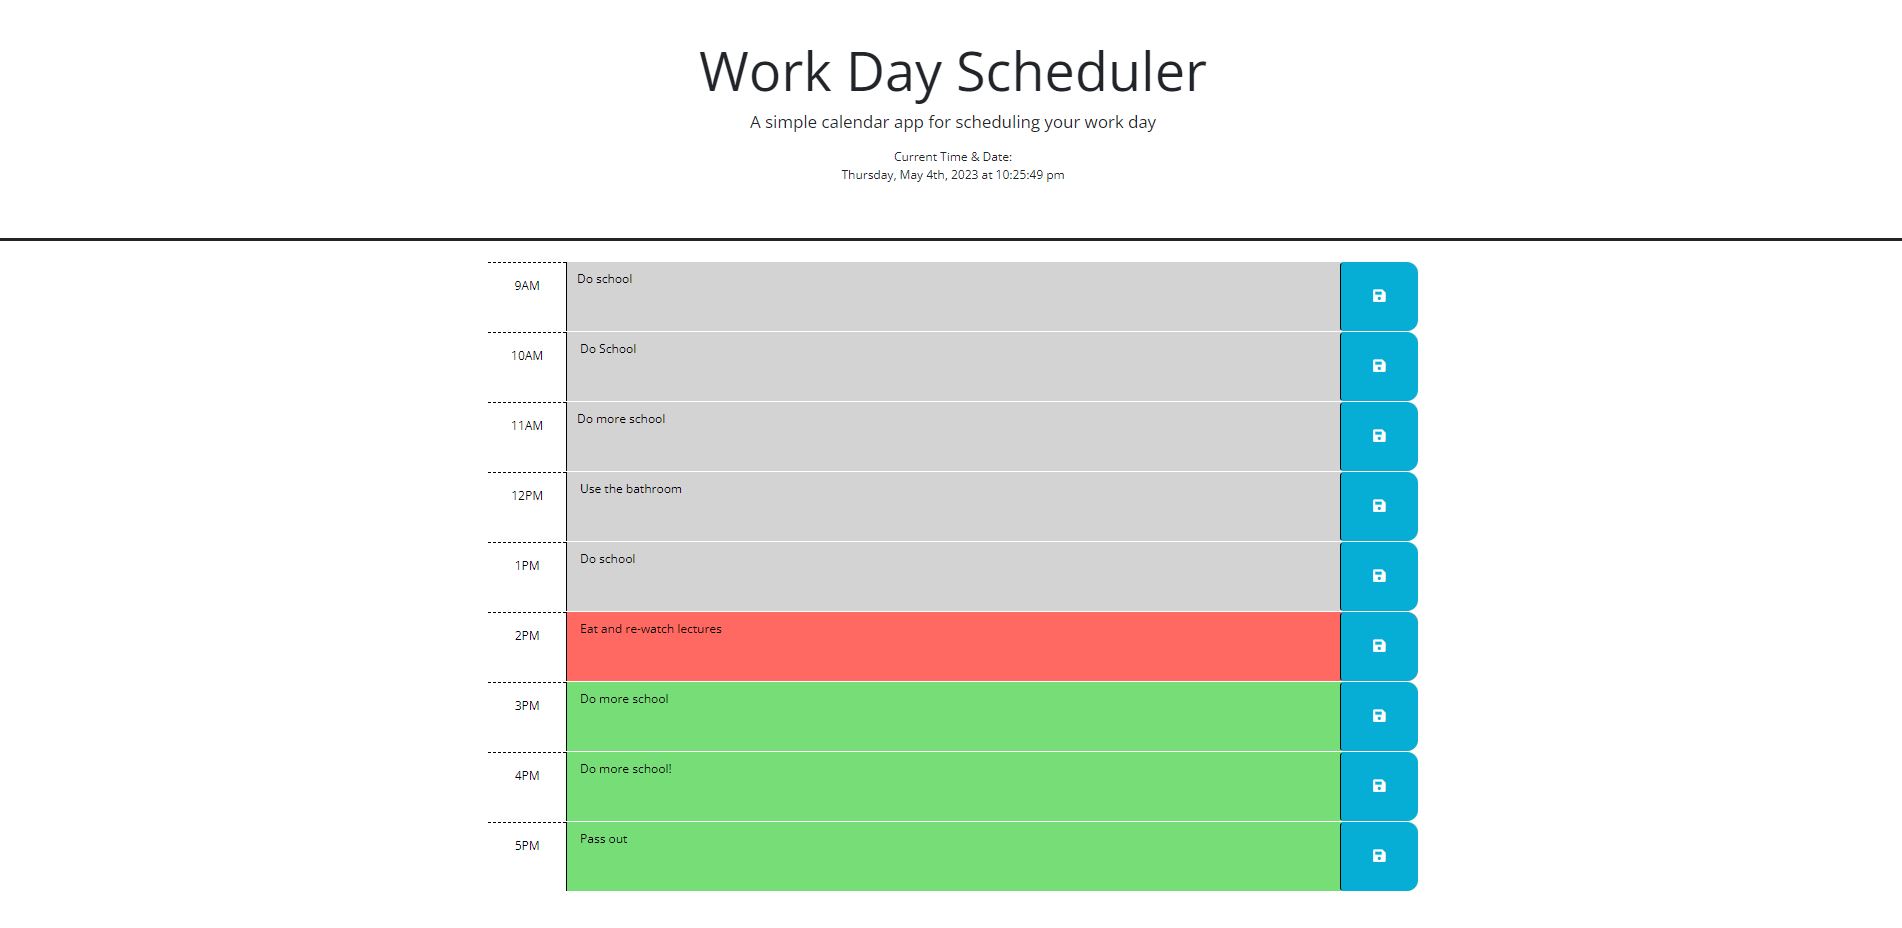 Work Day Scheduler
A simple calendar app for scheduling your work day
Current Time & Date:
Thursday, May 4th, 2023 at 10:25:49 pm
9AM Do school
10AM Do School
11AM Do more school
12PM Use the bathroom
1PM Do school
2PM Eat and re-watch lectures
3PM Do more school
4PM Do more school!
5PM Pass out